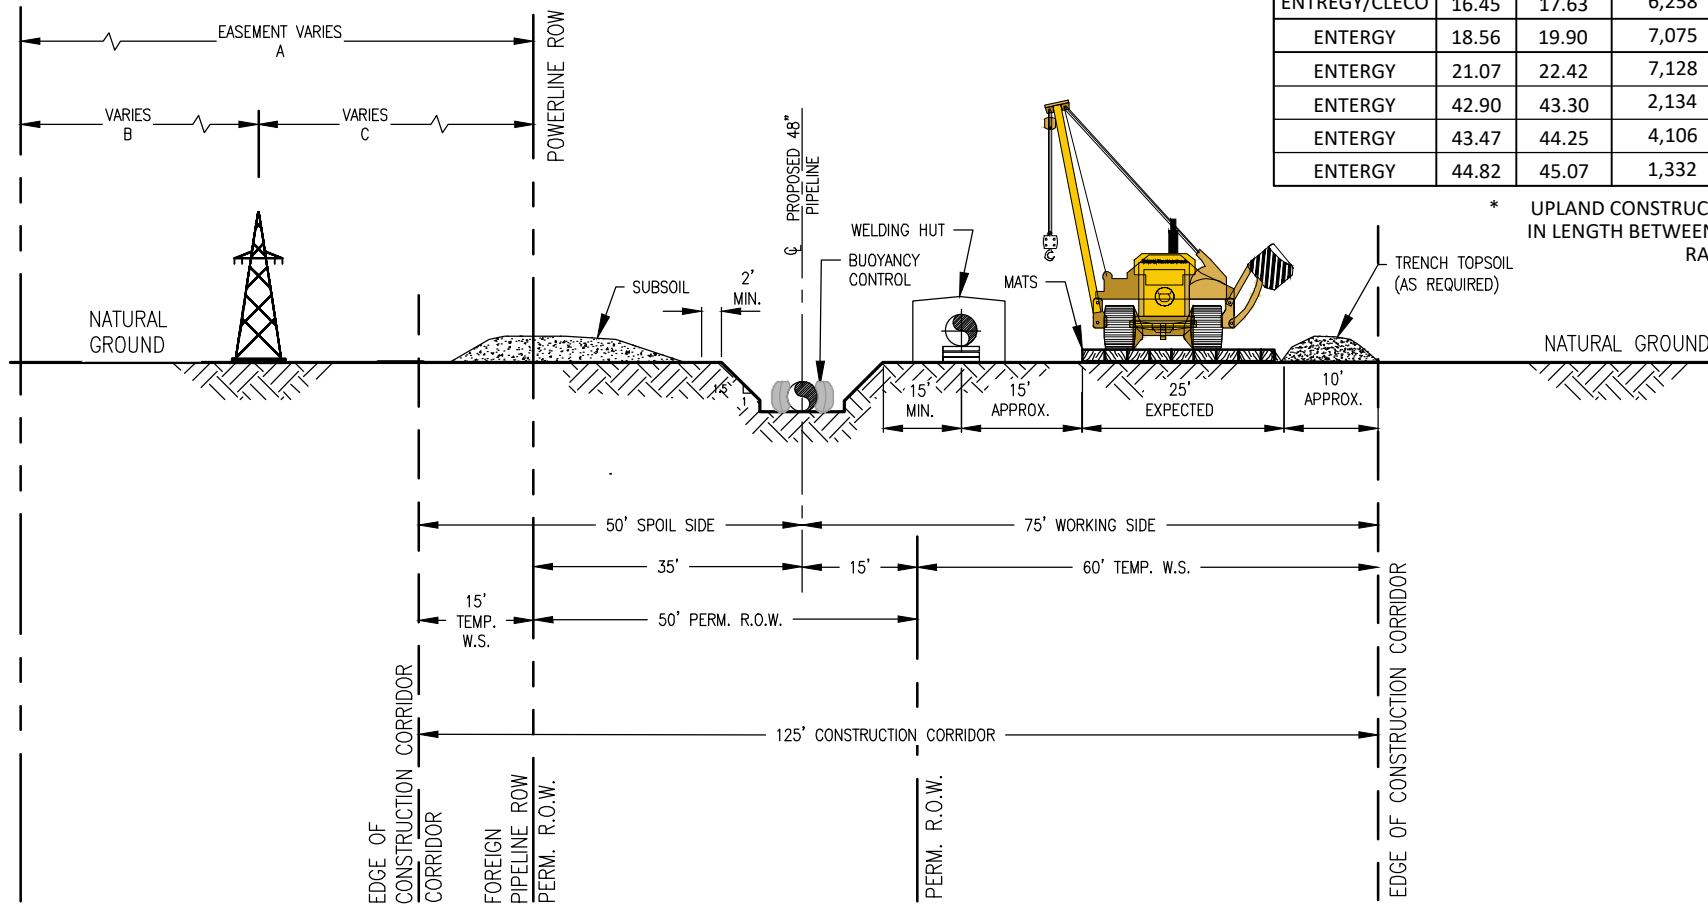 ENTREGY/CLECO 16.45 17.63 6,258
ENTERGY 18.56 19.90 7,075
ENTERGY 21.07 22.42 7,128
ENTERGY 42.90 43.30 2,134
ENTERGY 43.47 44.25 4,106
ENTERGY 44.82 45.07 1,332
* UPLAND CONSTRUC
IN LENGTH BETWEEN
RA
EASEMENT VARIES
A
VARIES
B
VARIES
C
POWERLINE ROW
℄ PROPOSED 48"
PIPELINE
WELDING HUT
BUOYANCY
CONTROL
MATS
TRENCH TOPSOIL
(AS REQUIRED)
SUBSOIL
2'
MIN.
NATURAL
GROUND
NATURAL GROUND
1.5
1
15'
MIN.
15'
APPROX.
25'
EXPECTED
10'
APPROX.
50' SPOIL SIDE
75' WORKING SIDE
35'
15'
60' TEMP. W.S.
15'
TEMP.
W.S.
50' PERM. R.O.W.
125' CONSTRUCTION CORRIDOR
EDGE OF
CONSTRUCTION CORRIDOR
CORRIDOR
FOREIGN
PIPELINE ROW
PERM. R.O.W.
PERM. R.O.W.
EDGE OF CONSTRUCTION CORRIDOR